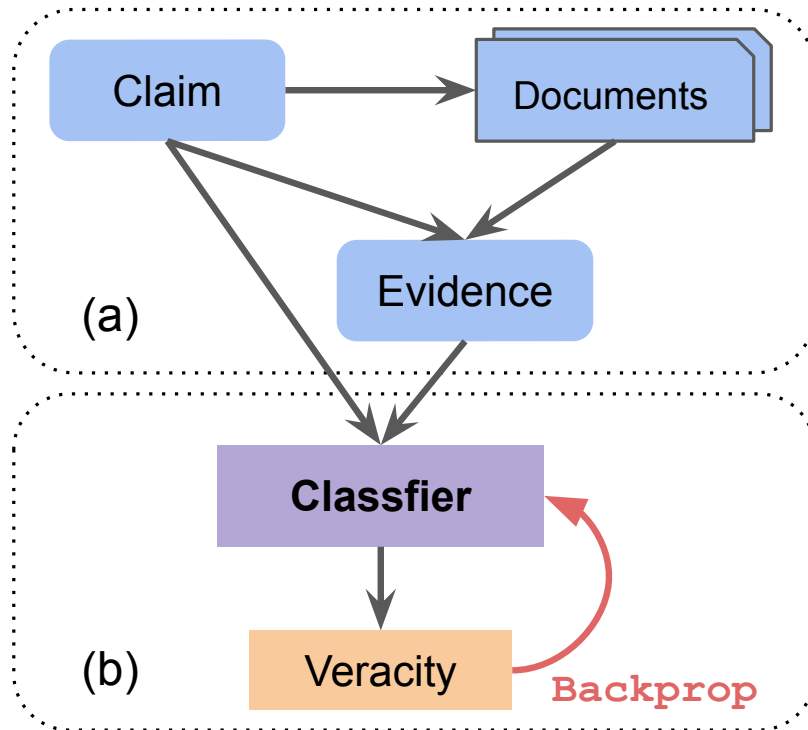 Claim
Documents
Evidence
(a)
Classfier
Veracity
(b)
Backprop